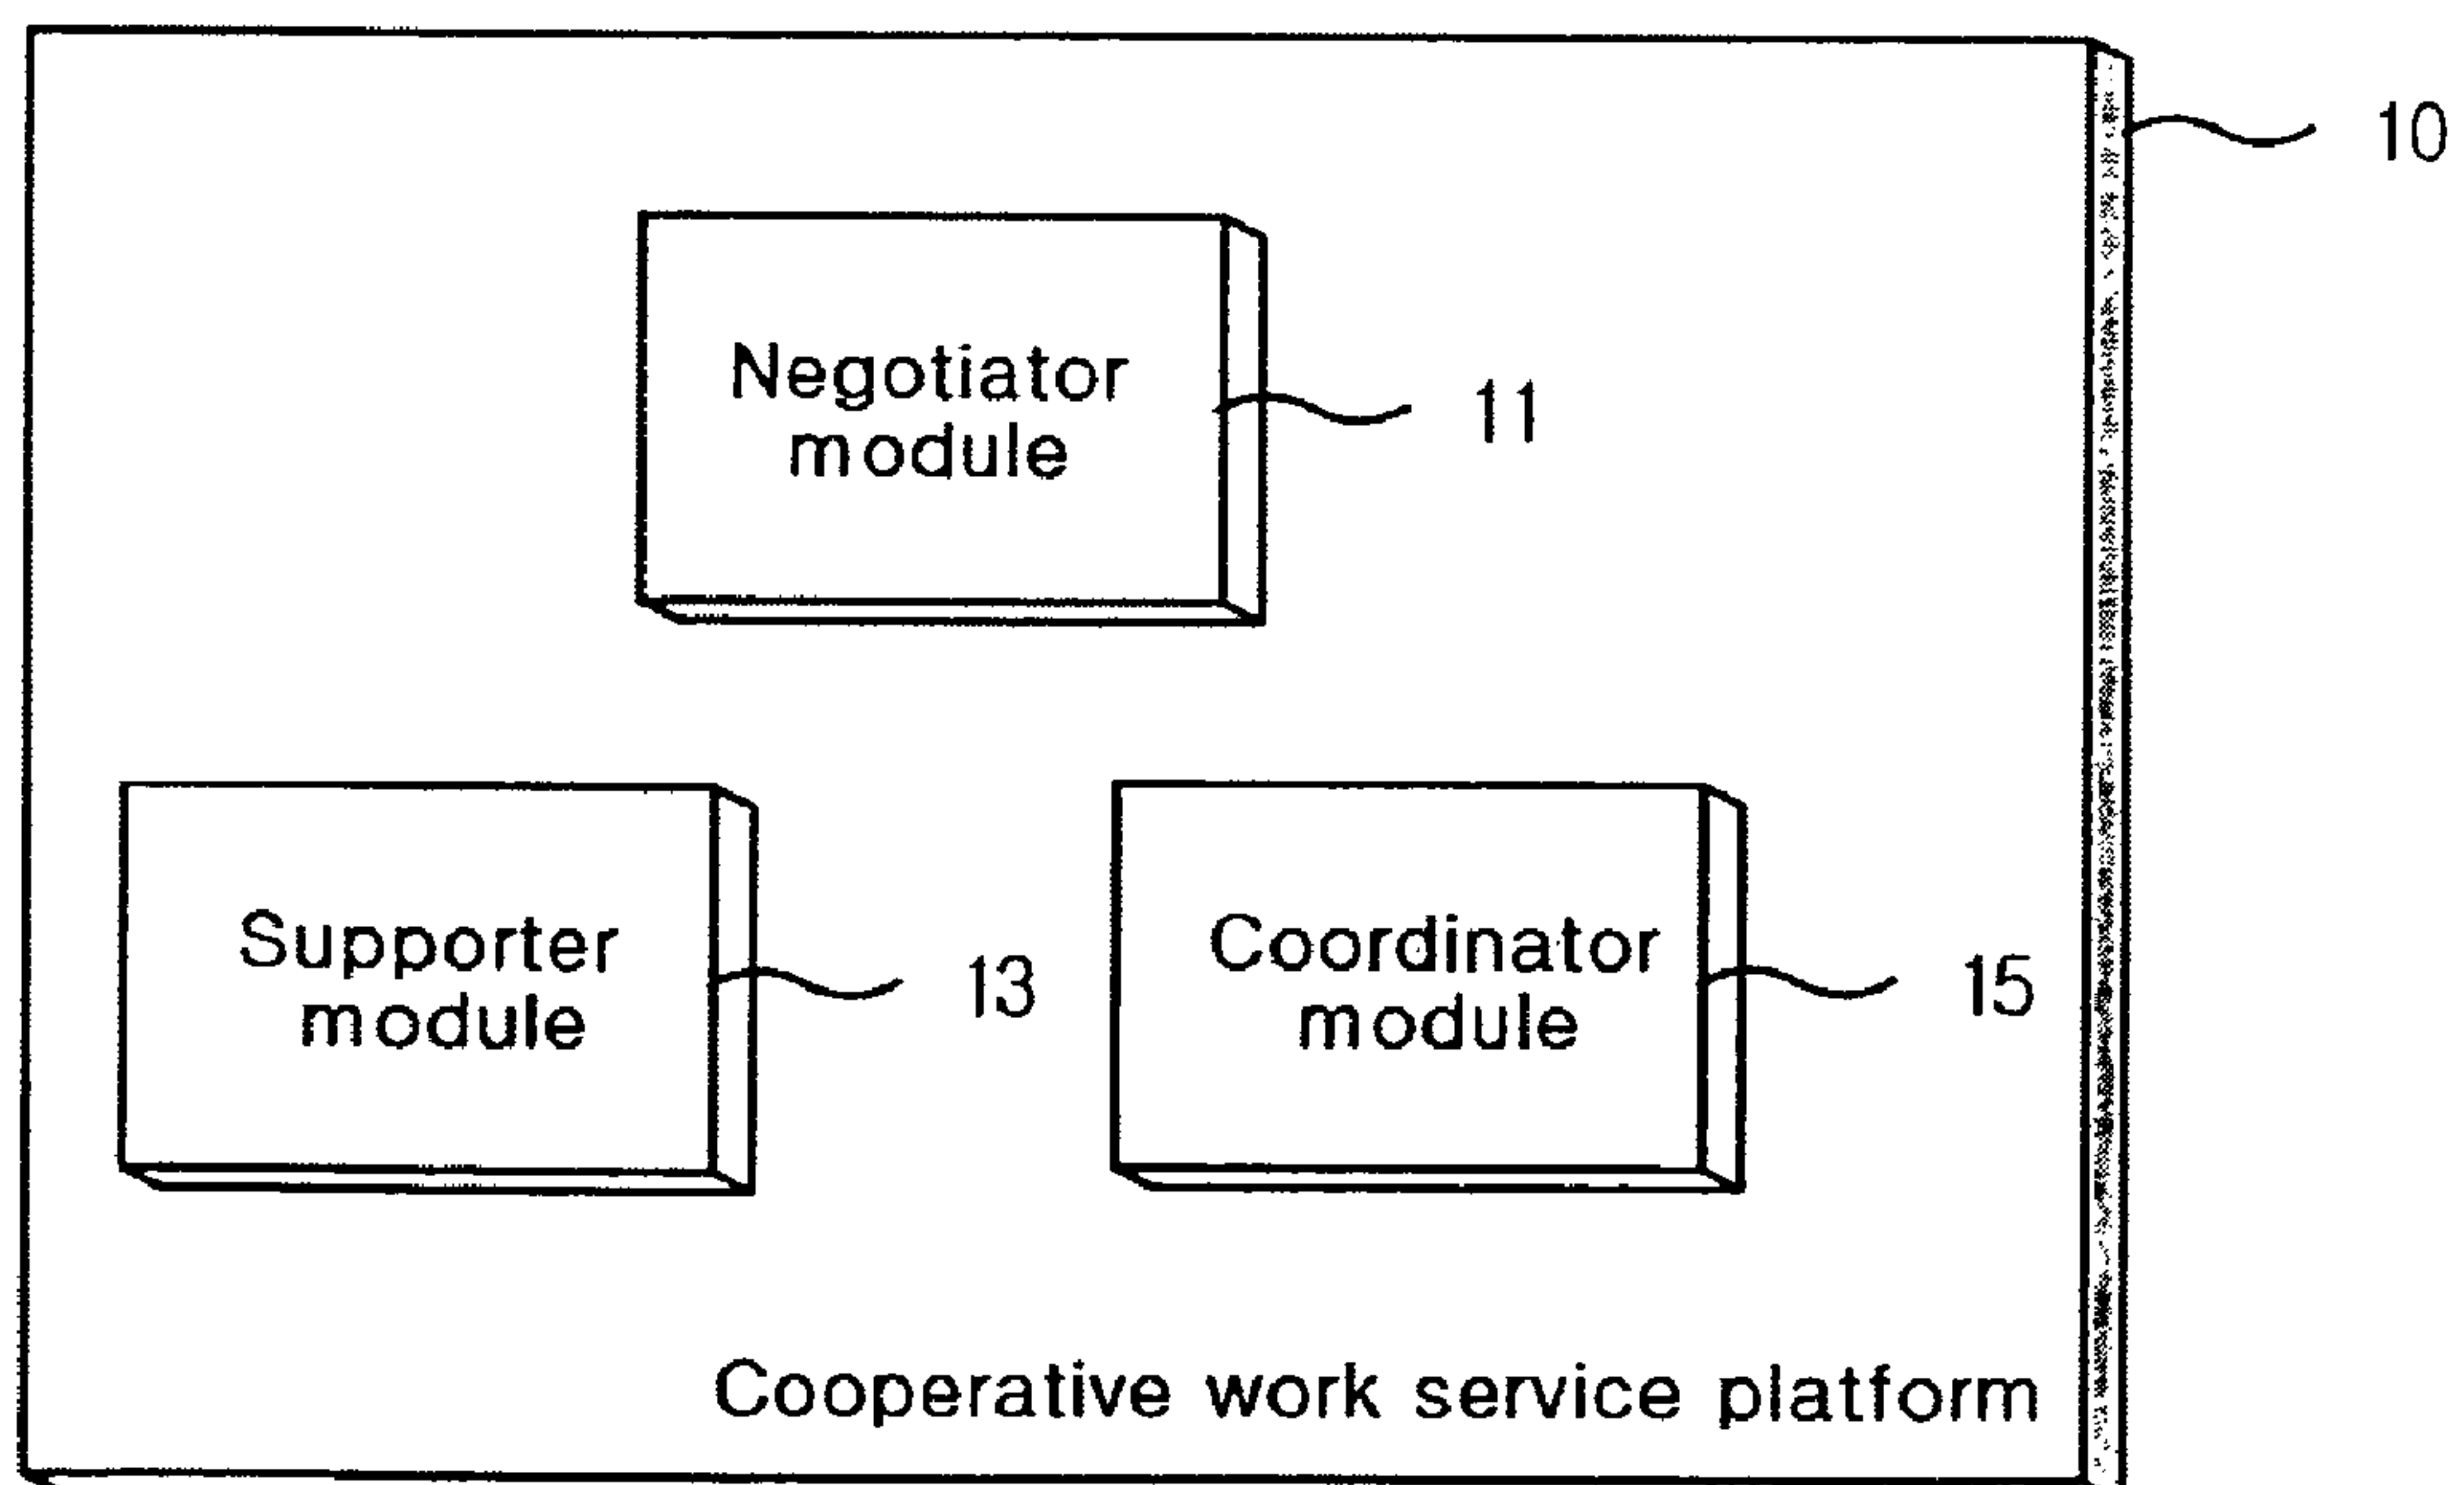 10
Negotiator
module
11
Supporter
module
13
Coordinator
module
15
Cooperative work service platform